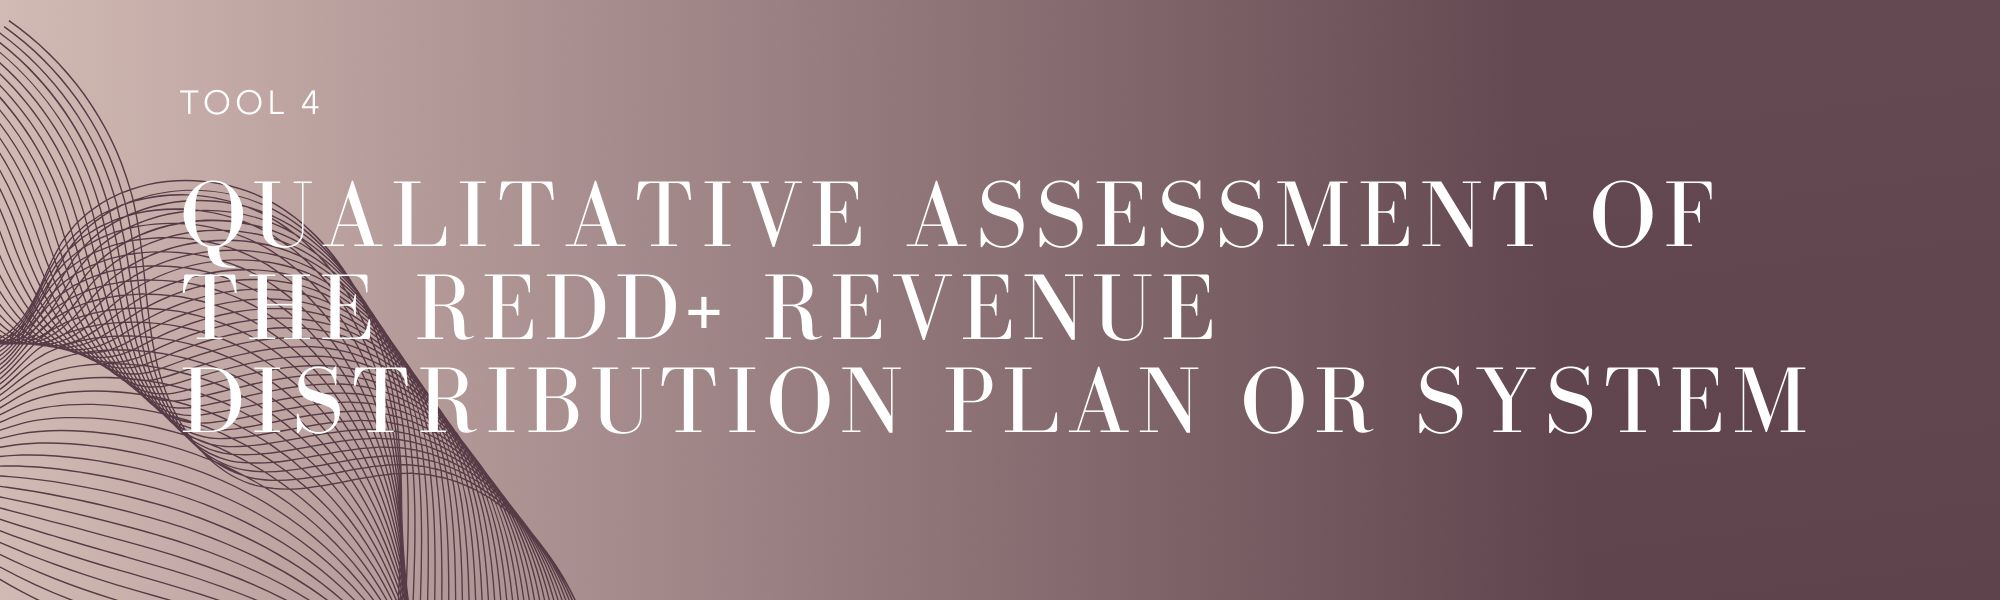 TOOL 4
QUALITATIVE ASSESSMENT OF
THE REDD+ REVENUE
DISTRIBUTION PLAN OR SYSTEM